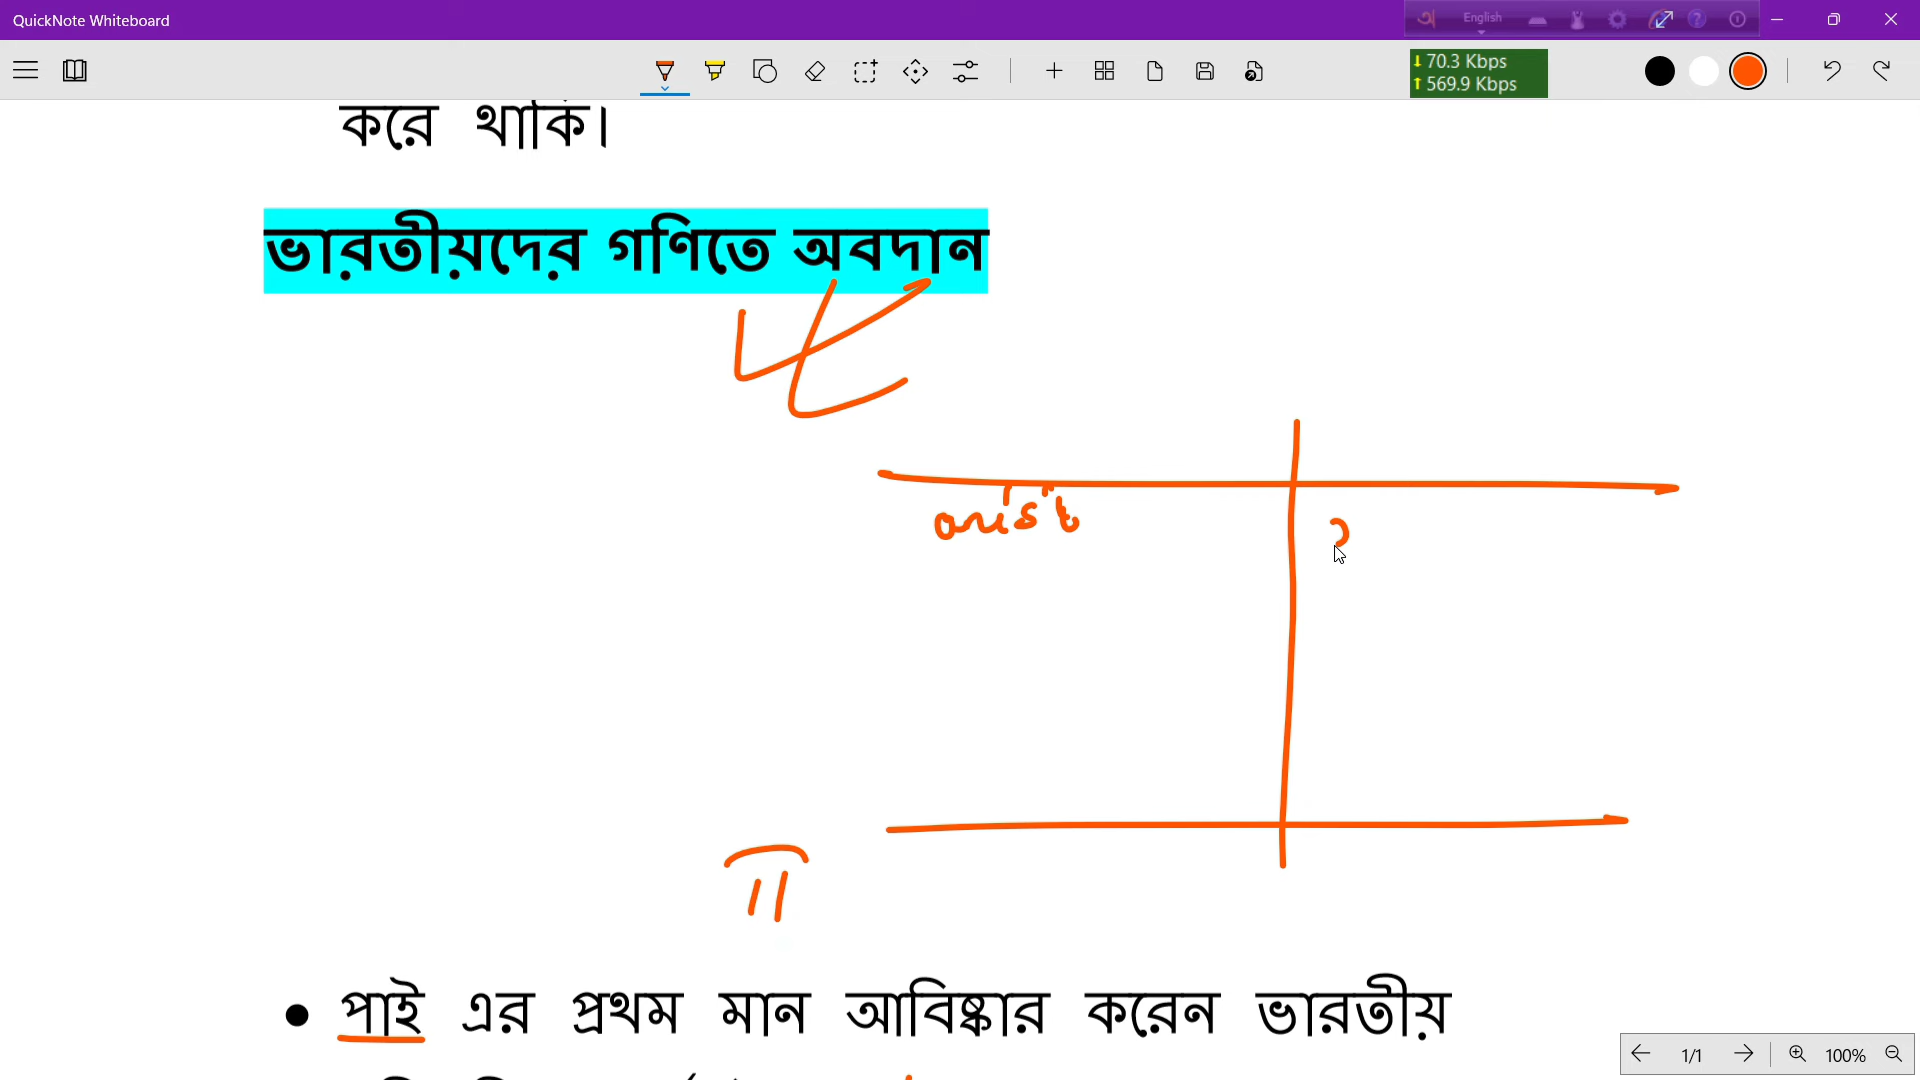 QuickNote Whiteboard
English
70.3 Kbps
569.9 Kbps
করে থাকি।
ভারতীয়দের গণিতে অবদান
π
● পাই এর প্রথম মান আবিষ্কার করেন ভারতীয়
1/1
100%